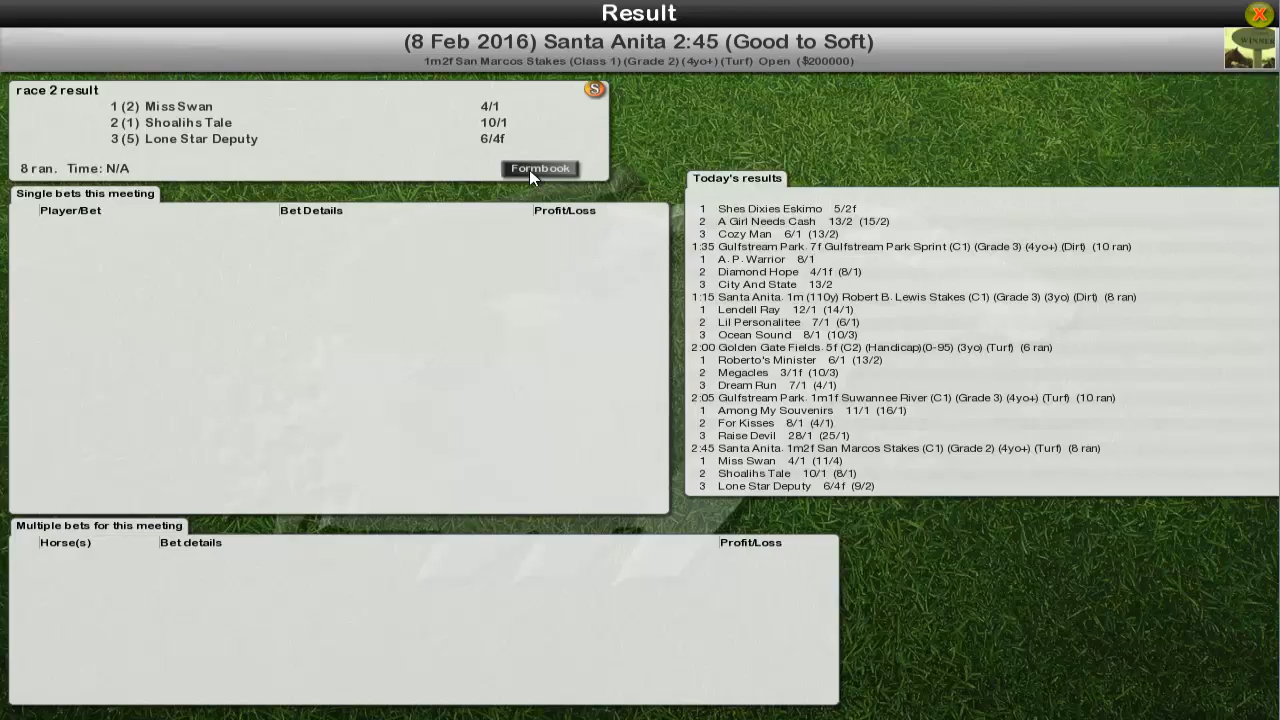 Result
(8 Feb 2016) Santa Anita 2:45 (Good to Soft)
1m2f San Marcos Stakes (Class 1) (Grade 2) (4yo+) (Turf) Open ($200000)
WINNER
race 2 result
S
1 (2) Miss Swan 4/1
2 (1) Shoalihs Tale 10/1
3 (5) Lone Star Deputy 6/4f
8 ran. Time: N/A
Formbook
Single bets this meeting
Player/Bet Bet Details Profit/Loss
Today's results
1 Shes Dixies Eskimo 5/2f
2 A Girl Needs Cash 13/2 (15/2)
3 Cozy Man 6/1 (13/2)
1:35 Gulfstream Park. 7f Gulfstream Park Sprint (C1) (Grade 3) (4yo+) (Dirt) (10 ran)
1 A. P. Warrior 8/1
2 Diamond Hope 4/1f (8/1)
3 City And State 13/2
1:15 Santa Anita. 1m (110y) Robert B. Lewis Stakes (C1) (Grade 3) (3yo) (Dirt) (8 ran)
1 Lendell Ray 12/1 (14/1)
2 Lil Personalitee 7/1 (6/1)
3 Ocean Sound 8/1 (10/3)
2:00 Golden Gate Fields. 5f (C2) (Handicap)(0-95) (3yo) (Turf) (6 ran)
1 Roberto's Minister 6/1 (13/2)
2 Megacles 3/1f (10/3)
3 Dream Run 7/1 (4/1)
2:05 Gulfstream Park. 1m1f Suwannee River (C1) (Grade 3) (4yo+) (Turf) (10 ran)
1 Among My Souvenirs 11/1 (16/1)
2 For Kisses 8/1 (4/1)
3 Raise Devil 28/1 (25/1)
2:45 Santa Anita. 1m2f San Marcos Stakes (C1) (Grade 2) (4yo+) (Turf) (8 ran)
1 Miss Swan 4/1 (11/4)
2 Shoalihs Tale 10/1 (8/1)
3 Lone Star Deputy 6/4f (9/2)
Multiple bets for this meeting
Horse(s) Bet details Profit/Loss